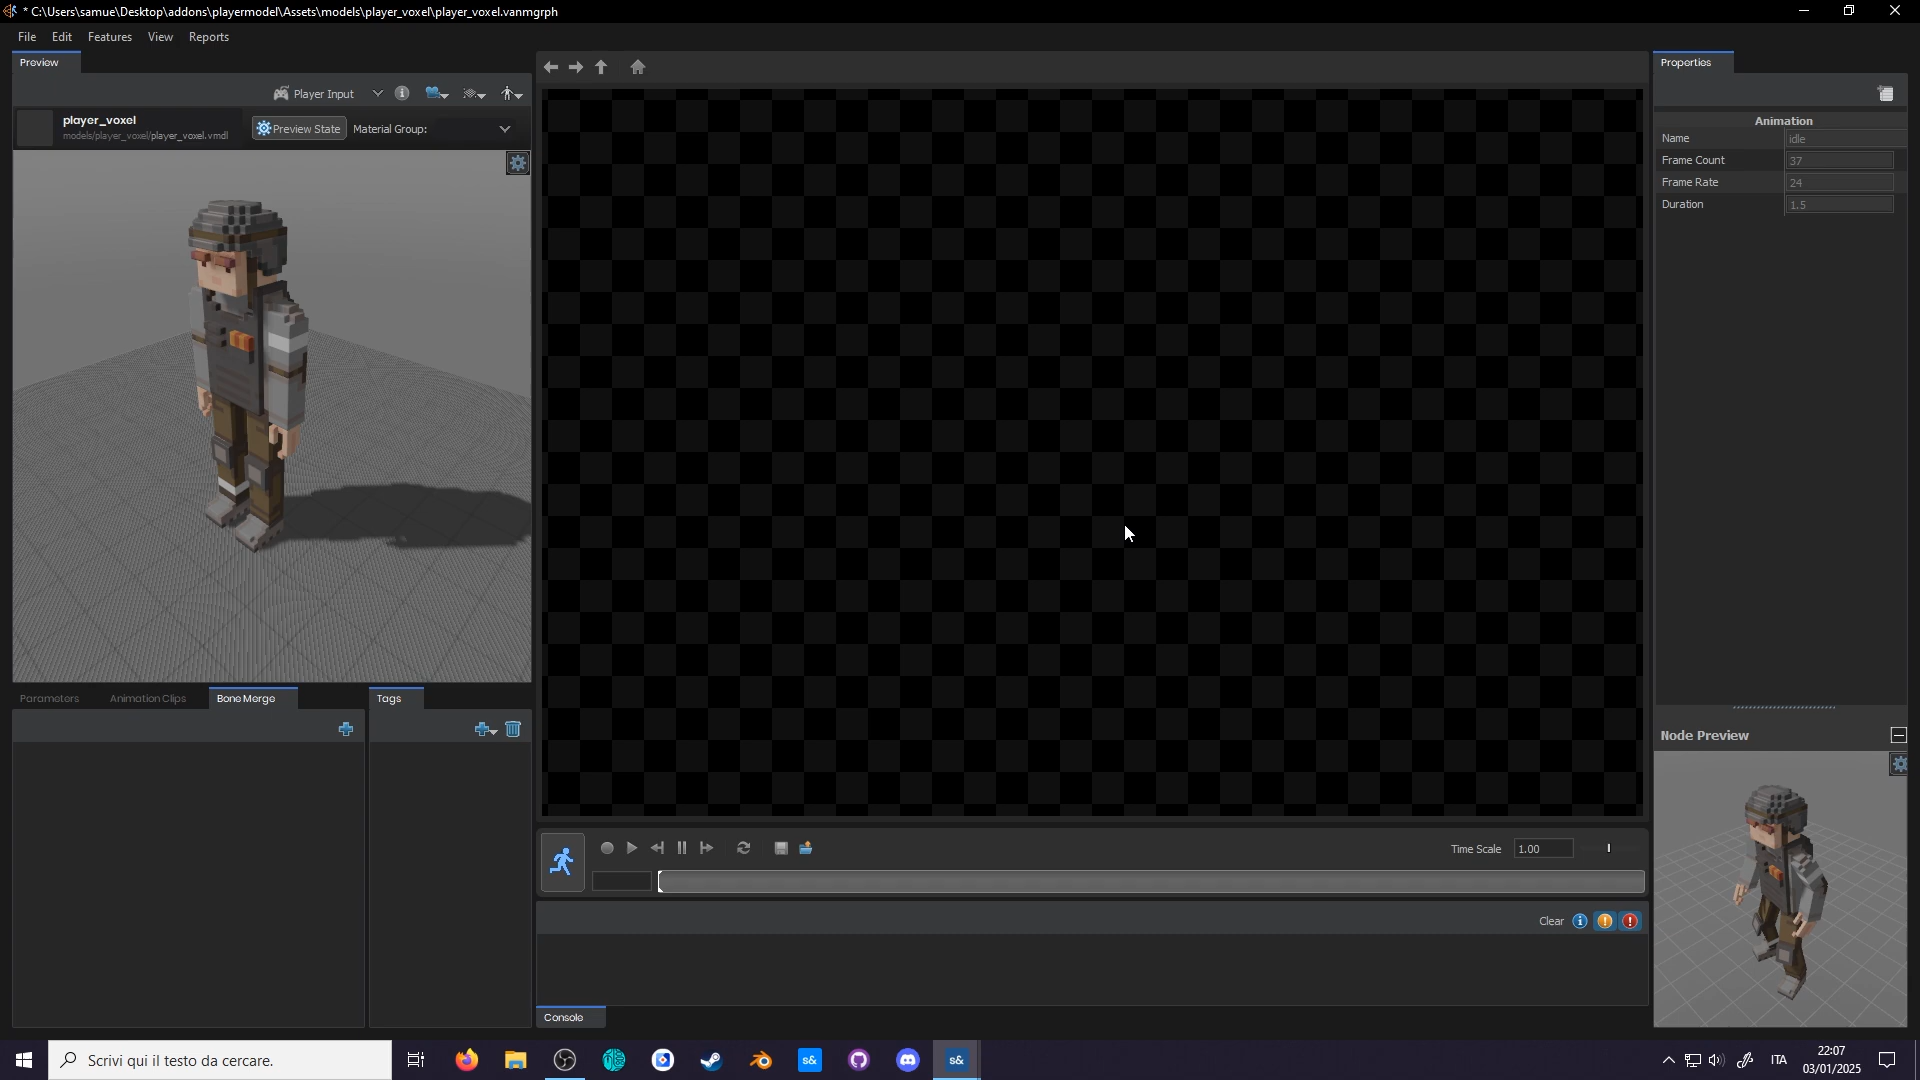 * C:\Users\samue\Desktop\addons\playermodel\Assets\models\player_voxel\player_voxel.vanmgrph
File Edit Features View Reports
Preview
Player Input
player_voxel
models/player_voxel/player_voxel.vmdl
Preview State
Material Group:
Parameters
Animation Clips
Bone Merge
Tags
Time Scale
1.00
Clear
Console
Properties
Animation
Name idle
Frame Count 37
Frame Rate 24
Duration 1.5
Node Preview
Scrivi qui il testo da cercare.
s&
s&
ITA
22:07
03/01/2025